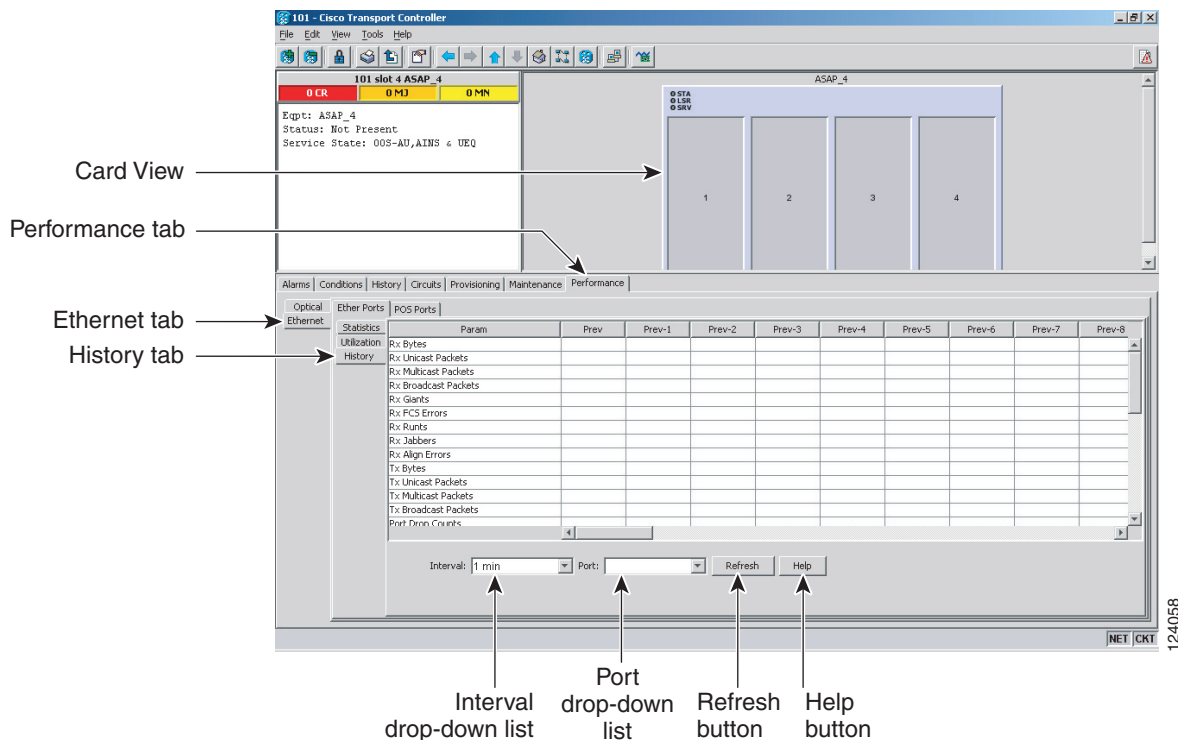 101 - Cisco Transport Controller
File Edit View Tools Help
101 slot 4 ASAP_4
0 CR 0 MJ 0 MN
Eqpt: ASAP_4
Status: Not Present
Service State: OOS-AU,AINS & UEQ
ASAP_4
STA
LSR
SRV
1 2 3 4
Card View
Performance tab
Ethernet tab
History tab
Alarms Conditions History Circuits Provisioning Maintenance Performance
Optical
Ethernet
Ether Ports POS Ports
Statistics
Utilization
History
Param Prev Prev-1 Prev-2 Prev-3 Prev-4 Prev-5 Prev-6 Prev-7 Prev-8
Rx Bytes
Rx Unicast Packets
Rx Multicast Packets
Rx Broadcast Packets
Rx Giants
Rx FCS Errors
Rx Runts
Rx Jabbers
Rx Align Errors
Tx Bytes
Tx Unicast Packets
Tx Multicast Packets
Tx Broadcast Packets
Port Drop Counts
Interval: 1 min Port: Refresh Help
NET CKT
124058
Interval
drop-down list
Port
drop-down
list
Refresh
button
Help
button